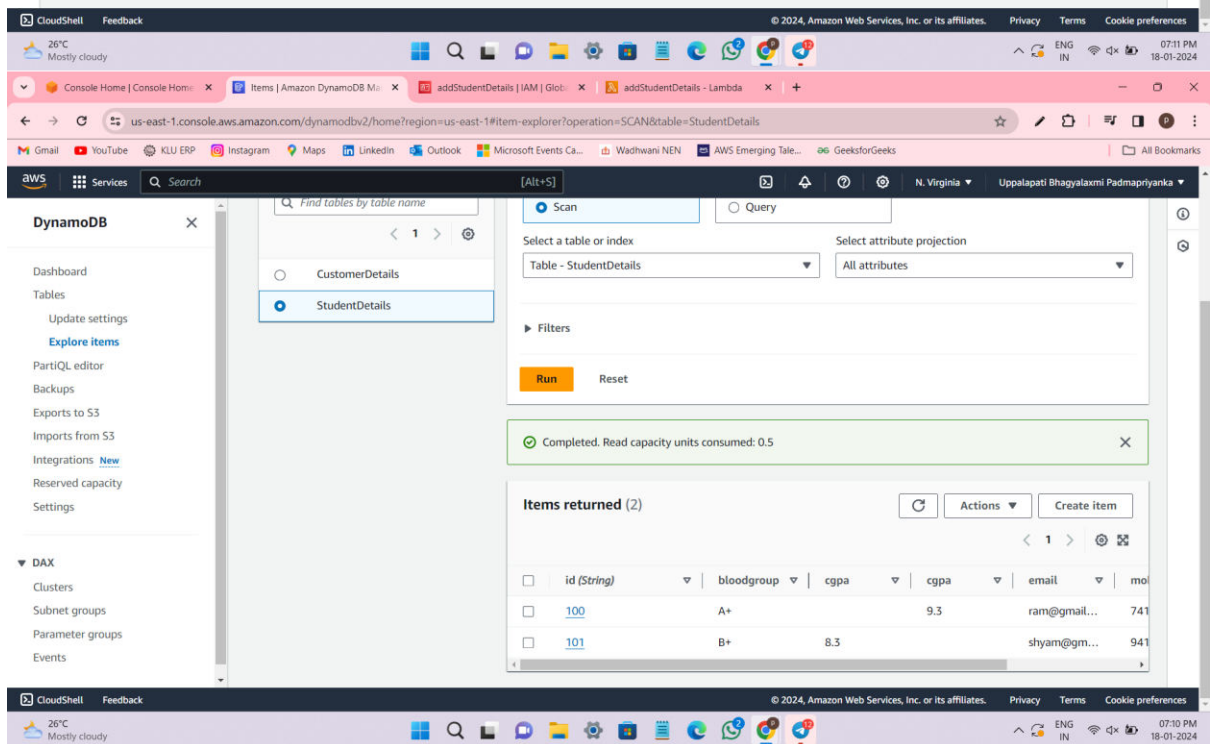 CloudShell Feedback © 2024, Amazon Web Services, Inc. or its affiliates. Privacy Terms Cookie preferences
26°C
Mostly cloudy
2
12
ENG
IN
07:11 PM
18-01-2024
Console Home | Console Home Items | Amazon DynamoDB Ma addStudentDetails | IAM | Glob addStudentDetails - Lambda
us-east-1.console.aws.amazon.com/dynamodbv2/home?region=us-east-1#item-explorer?operation=SCAN&table=StudentDetails
Gmail YouTube KLU ERP Instagram Maps LinkedIn Outlook Microsoft Events Ca... Wadhwani NEN AWS Emerging Tale... GeeksforGeeks All Bookmarks
aws Services Search [Alt+S] N. Virginia ▼ Uppalapati Bhagyalaxmi Padmapriyanka ▼
DynamoDB
Dashboard
Tables
Update settings
Explore items
PartiQL editor
Backups
Exports to S3
Imports from S3
Integrations New
Reserved capacity
Settings
DAX
Clusters
Subnet groups
Parameter groups
Events
Find tables by table name
1
CustomerDetails
StudentDetails
Scan Query
Select a table or index Select attribute projection
Table - StudentDetails All attributes
Filters
Run Reset
Completed. Read capacity units consumed: 0.5
Items returned (2) Actions Create item
1
id (String) bloodgroup cgpa cgpa email mol
100 A+ 9.3 ram@gmail... 741
101 B+ 8.3 shyam@gm... 941
CloudShell Feedback © 2024, Amazon Web Services, Inc. or its affiliates. Privacy Terms Cookie preferences
26°C
Mostly cloudy
2
12
ENG
IN
07:10 PM
18-01-2024